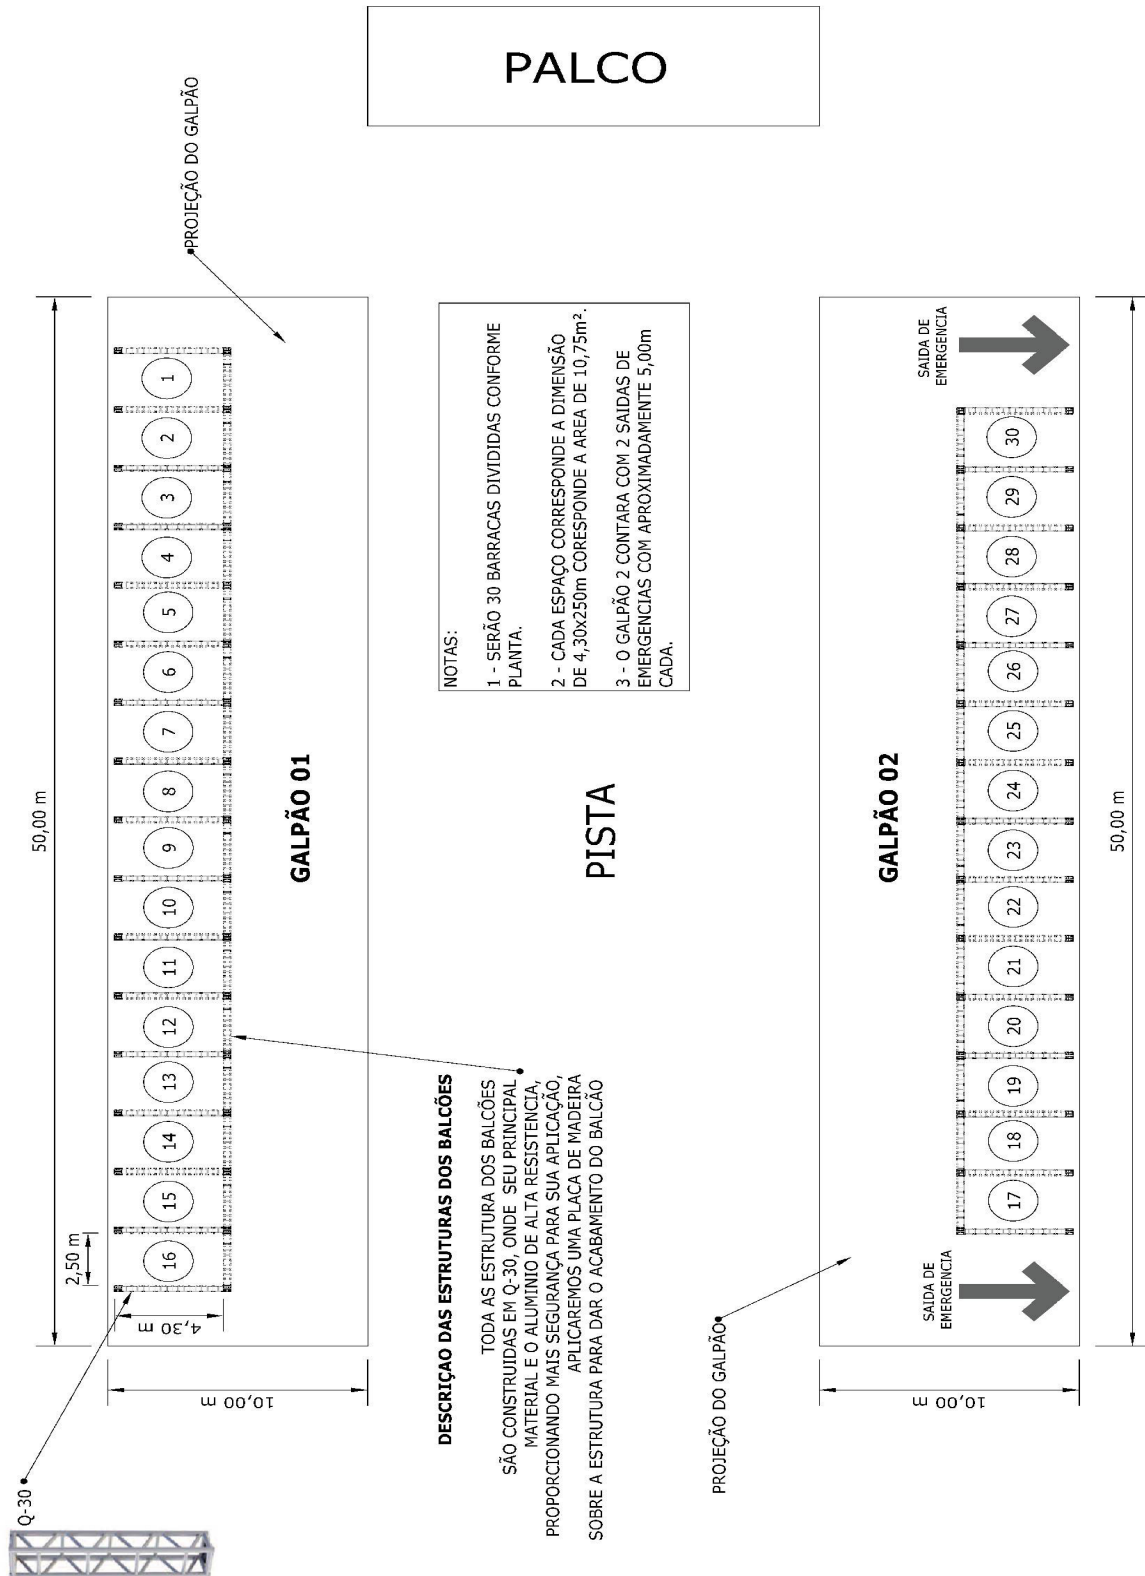 PALCO
PROJEÇÃO DO GALPÃO
50,00 m
1
2
3
4
5
6
7
8
9
10
11
12
13
14
15
16
2,50 m
4,30 m
10,00 m
Q-30
GALPÃO 01
NOTAS:
1 - SERÃO 30 BARRACAS DIVIDIDAS CONFORME
PLANTA.
2 - CADA ESPAÇO CORRESPONDE A DIMENSÃO
DE 4,30x250m CORESPONDE A AREA DE 10,75m².
3 - O GALPÃO 2 CONTARA COM 2 SAIDAS DE
EMERGENCIAS COM APROXIMADAMENTE 5,00m
CADA.
PISTA
DESCRIÇAO DAS ESTRUTURAS DOS BALCÕES
TODA AS ESTRUTURA DOS BALCÕES
SÃO CONSTRUIDAS EM Q-30, ONDE SEU PRINCIPAL
MATERIAL E O ALUMINIO DE ALTA RESISTENCIA,
PROPORCIONANDO MAIS SEGURANÇA PARA SUA APLICAÇÃO,
APLICAREMOS UMA PLACA DE MADEIRA
SOBRE A ESTRUTURA PARA DAR O ACABAMENTO DO BALCÃO
PROJEÇÃO DO GALPÃO
GALPÃO 02
SAIDA DE
EMERGENCIA
30
29
28
27
26
25
24
23
22
21
20
19
18
17
SAIDA DE
EMERGENCIA
10,00 m
50,00 m